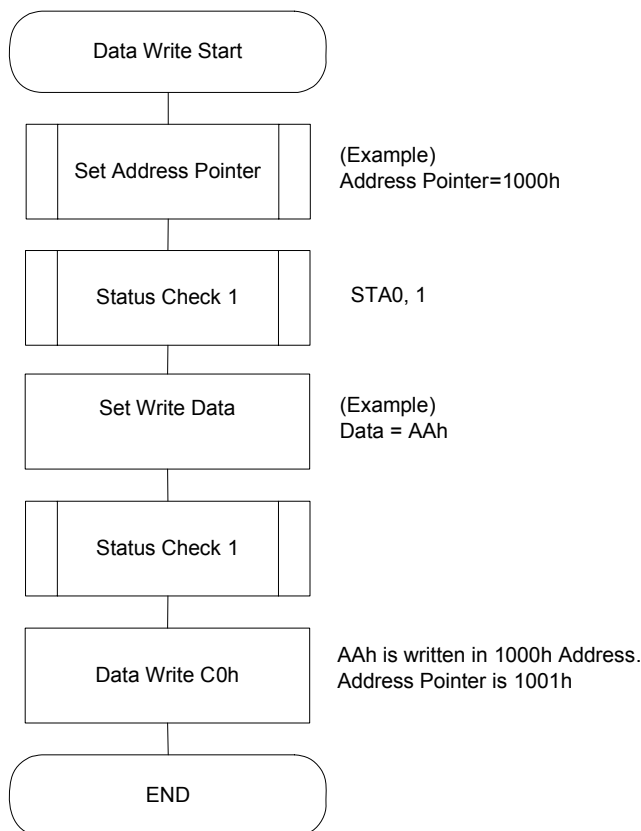 Data Write Start
Set Address Pointer
(Example)
Address Pointer=1000h
Status Check 1
STA0, 1
Set Write Data
(Example)
Data = AAh
Status Check 1
Data Write C0h
AAh is written in 1000h Address.
Address Pointer is 1001h
END